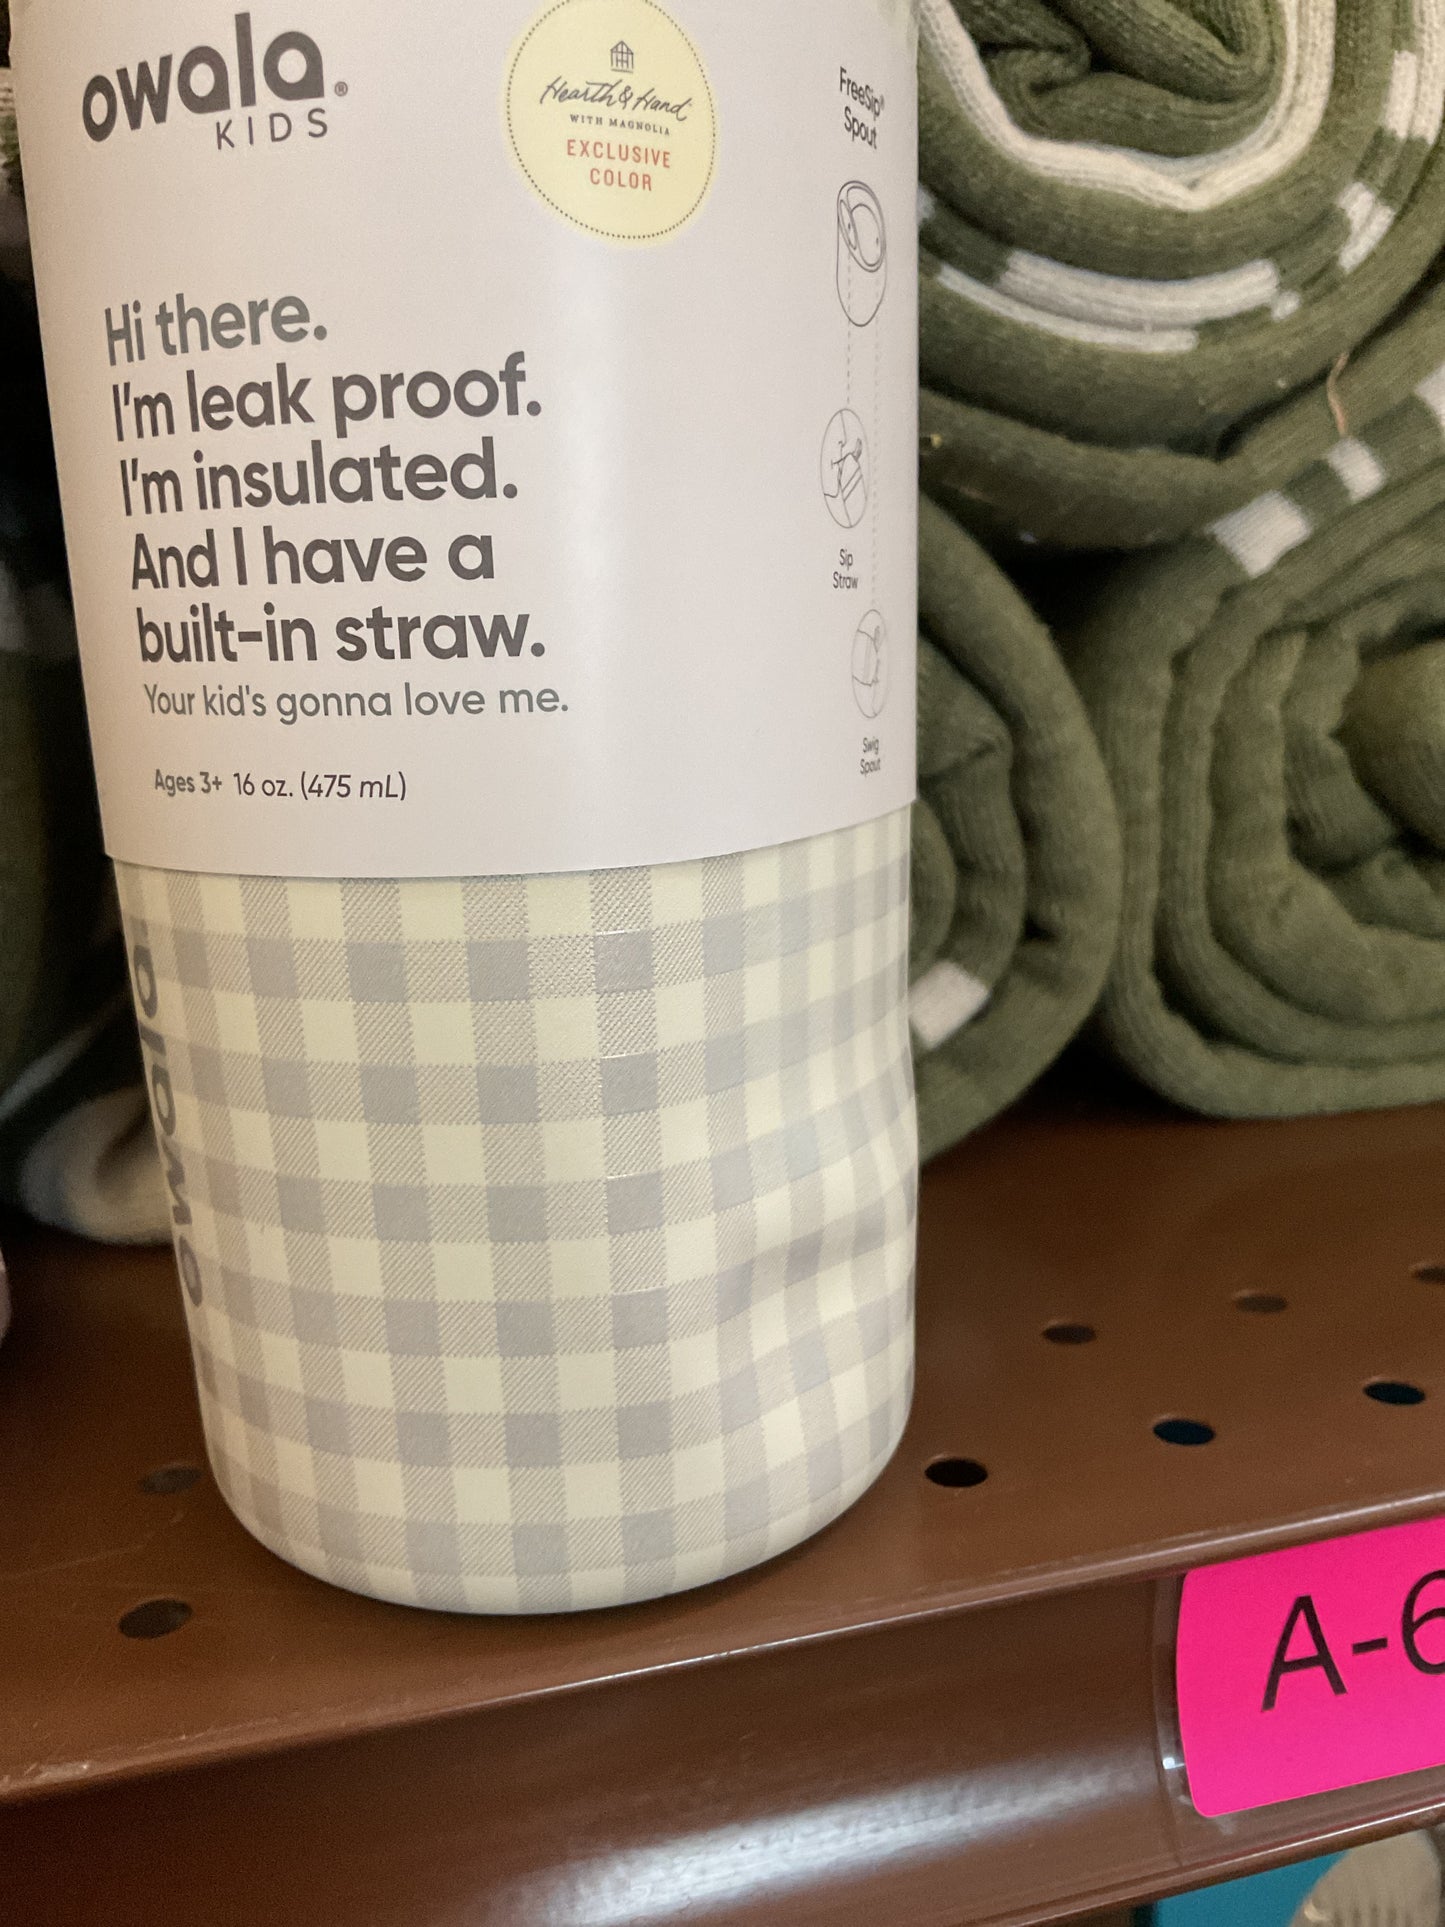 owala®
KIDS
Hearth & Hand
WITH MAGNOLIA
EXCLUSIVE
COLOR
FreeSip®
Spout
Hi there.
I'm leak proof.
I'm insulated.
And I have a
built-in straw.
Your kid's gonna love me.
Ages 3+ 16 oz. (475 mL)
Sip
Straw
Swig
Spout
owala
A-6